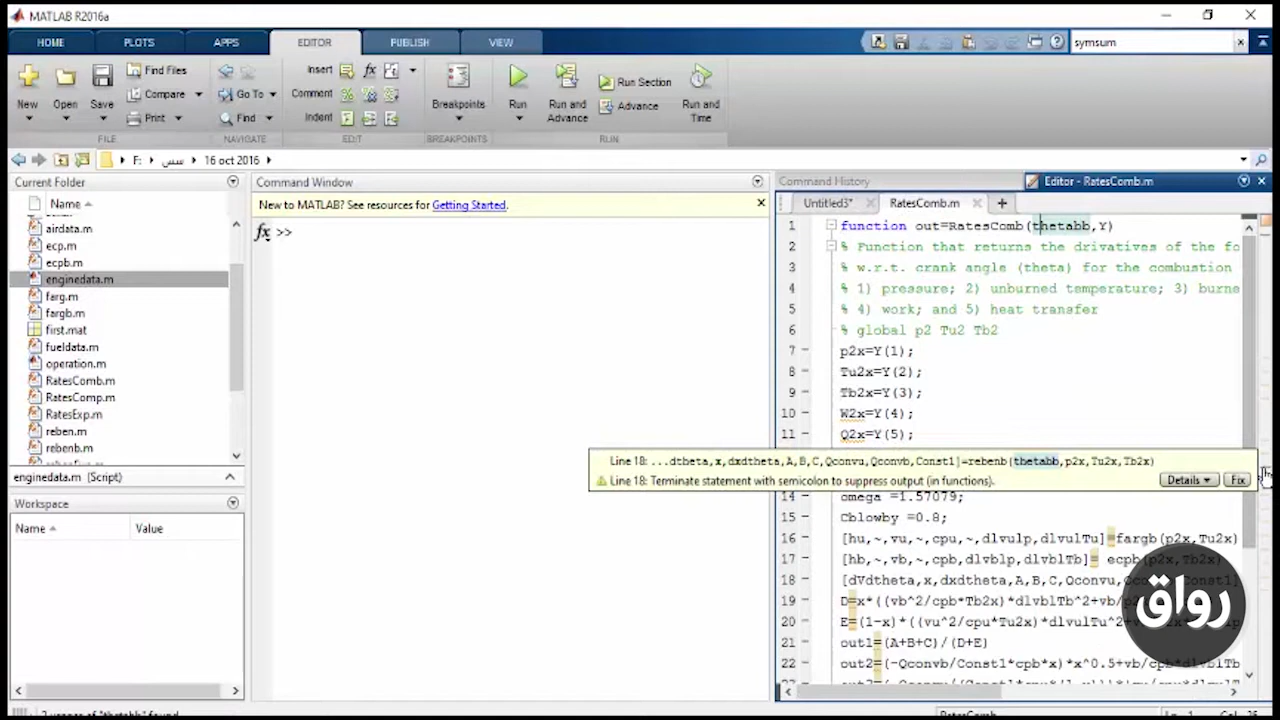 MATLAB R2016a
HOME PLOTS APPS EDITOR PUBLISH VIEW symsum
New Open Save Find Files Compare Print Go To Find Insert Comment Indent fx Breakpoints Run Run and Advance Run Section Advance Run and Time
FILE NAVIGATE EDIT BREAKPOINTS RUN
F: سس 16 oct 2016
Current Folder
Name
airdata.m
ecp.m
ecpb.m
enginedata.m
farg.m
fargb.m
first.mat
fueldata.m
operation.m
RatesComb.m
RatesComp.m
RatesExp.m
reben.m
rebenb.m
enginedata.m (Script)
Workspace
Name Value
Command Window
New to MATLAB? See resources for Getting Started.
fx >>
Command History Editor - RatesComb.m
Untitled3* RatesComb.m
1 function out=RatesComb(thetabb,Y)
2 % Function that returns the drivatives of the fo
3 % w.r.t. crank angle (theta) for the combustion
4 % 1) pressure; 2) unburned temperature; 3) burne
5 % 4) work; and 5) heat transfer
6 % global p2 Tu2 Tb2
7 p2x=Y(1);
8 Tu2x=Y(2);
9 Tb2x=Y(3);
10 W2x=Y(4);
11 Q2x=Y(5);
Line 18: ...dtheta,x,dxdtheta,A,B,C,Qconvu,Qconvb,Const1]=rebenb(thetabb,p2x,Tu2x,Tb2x)
Line 18: Terminate statement with semicolon to suppress output (in functions). Details Fix
14 omega =1.57079;
15 Cblowby =0.8;
16 [hu,~,vu,~,cpu,~,dlvulp,dlvulTu]=fargb(p2x,Tu2x)
17 [hb,~,vb,~,cpb,dlvblp,dlvblTb]= ecpb(p2x,Tb2x)
18 [dVdtheta,x,dxdtheta,A,B,C,Qconvu,
19 D=x*((vb^2/cpb*Tb2x)*dlvblTb^2+vb/
20 E=(1-x)*((vu^2/cpu*Tu2x)*dlvulTu^2
21 out1=(A+B+C)/(D+E)
22 out2=(-Qconvb/Const1*cpb*x)*x^0.5+vb/cpb*dlvblTb
رواق
RatesComb